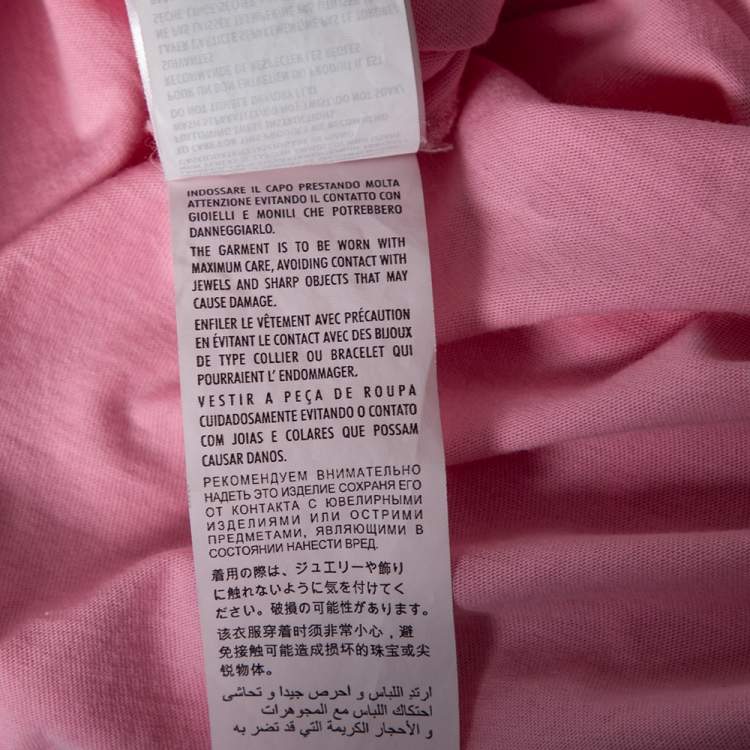 INDOSSARE IL CAPO PRESTANDO MOLTA
ATTENZIONE EVITANDO IL CONTATTO CON
GIOIELLI E MONILI CHE POTREBBERO
DANNEGGIARLO.
THE GARMENT IS TO BE WORN WITH
MAXIMUM CARE, AVOIDING CONTACT WITH
JEWELS AND SHARP OBJECTS THAT MAY
CAUSE DAMAGE.
ENFILER LE VÊTEMENT AVEC PRÉCAUTION
EN ÉVITANT LE CONTACT AVEC DES BIJOUX
DE TYPE COLLIER OU BRACELET QUI
POURRAIENT L' ENDOMMAGER.
VESTIR A PEÇA DE ROUPA
CUIDADOSAMENTE EVITANDO O CONTATO
COM JOIAS E COLARES QUE POSSAM
CAUSAR DANOS.
РЕКОМЕНДУЕМ ВНИМАТЕЛЬНО
НАДЕТЬ ЭТО ИЗДЕЛИЕ СОХРАНЯ ЕГО
ОТ КОНТАКТА С ЮВЕЛИРНЫМИ
ИЗДЕЛИЯМИ ИЛИ ОСТРИМИ
ПРЕДМЕТАМИ, ЯВЛЯЮЩИМИ В
СОСТОЯНИИ НАНЕСТИ ВРЕД.
着用の際は、ジュエリーや飾り
に触れないように気を付けてく
ださい。破損の可能性があります。
该衣服穿着时须非常小心，避
免接触可能造成损坏的珠宝或尖
锐物体。
ارتدِ اللباس و احرص جيدا و تحاشى
احتكاك اللباس مع المجوهرات
و الأحجار الكريمة التي قد تضر به